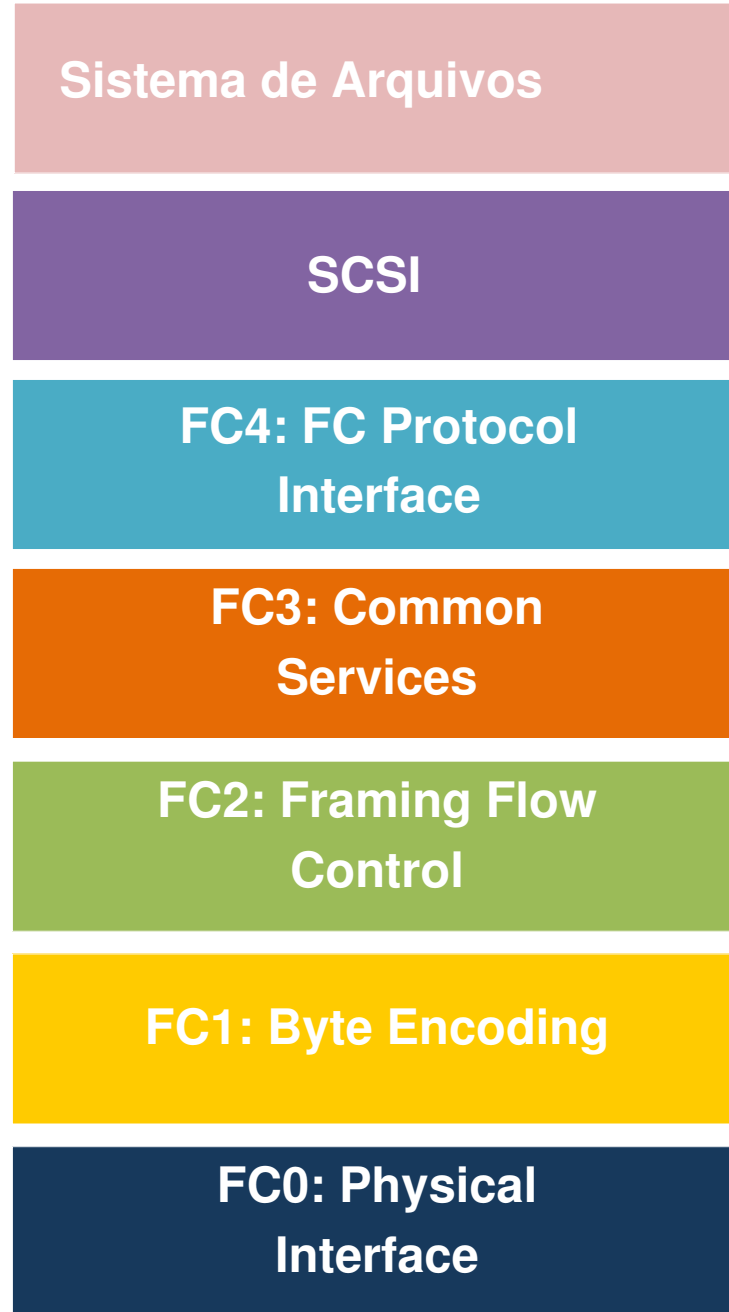 Sistema de Arquivos
SCSI
FC4: FC Protocol
Interface
FC3: Common
Services
FC2: Framing Flow
Control
FC1: Byte Encoding
FC0: Physical
Interface